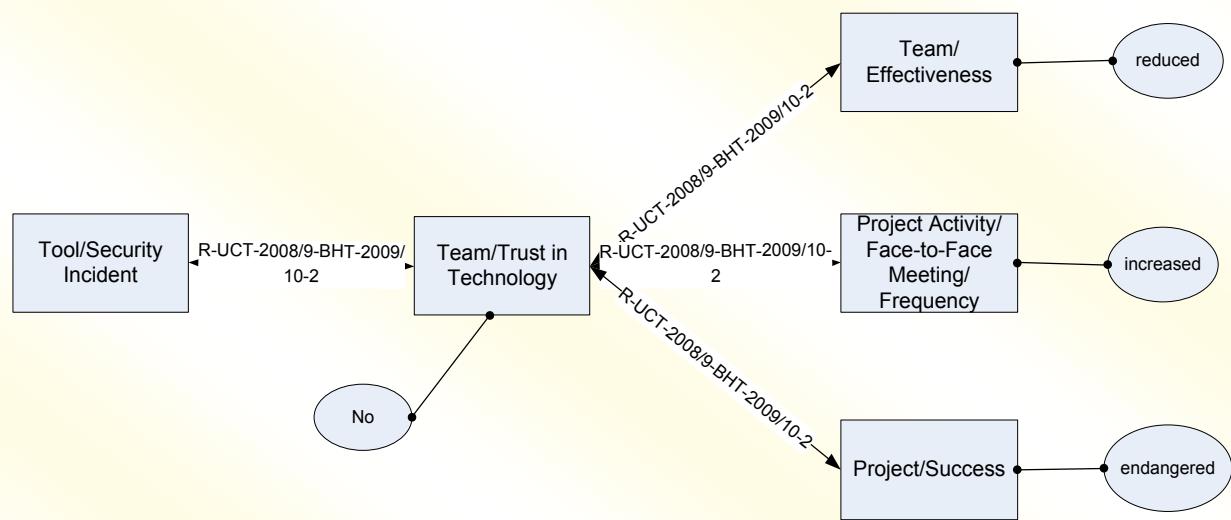 Team/
Effectiveness
reduced
R-UCT-2008/9-BHT-2009/10-2
Tool/Security
Incident
R-UCT-2008/9-BHT-2009/
10-2
Team/Trust in
Technology
R-UCT-2008/9-BHT-2009/10-
2
Project Activity/
Face-to-Face
Meeting/
Frequency
increased
R-UCT-2008/9-BHT-2009/10-2
No
Project/Success
endangered